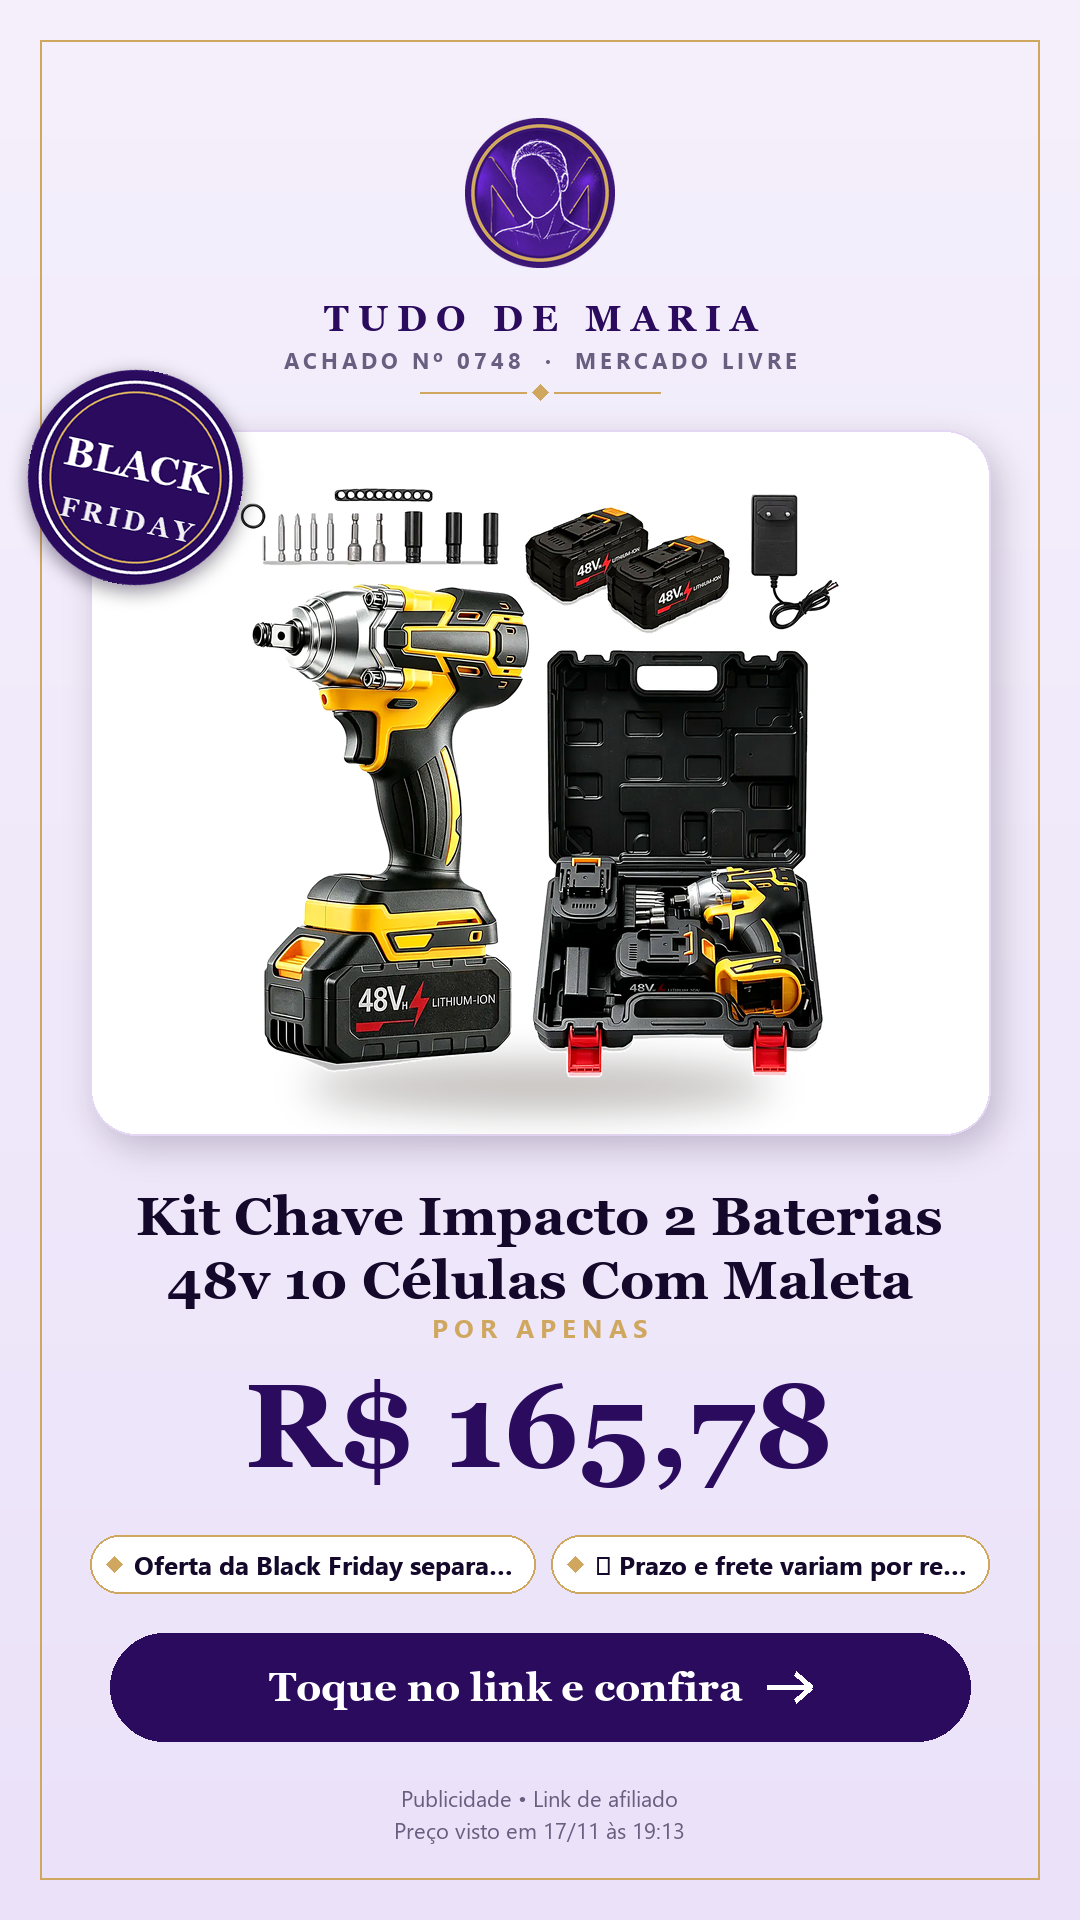 TUDO DE MARIA
ACHADO Nº 0748 · MERCADO LIVRE
BLACK
FRIDAY
48V LITHIUM-ION
48V LITHIUM-ION
48VH LITHIUM-ION
48V
Kit Chave Impacto 2 Baterias
48v 10 Células Com Maleta
POR APENAS
R$ 165,78
Oferta da Black Friday separa...
Prazo e frete variam por re...
Toque no link e confira →
Publicidade • Link de afiliado
Preço visto em 17/11 às 19:13